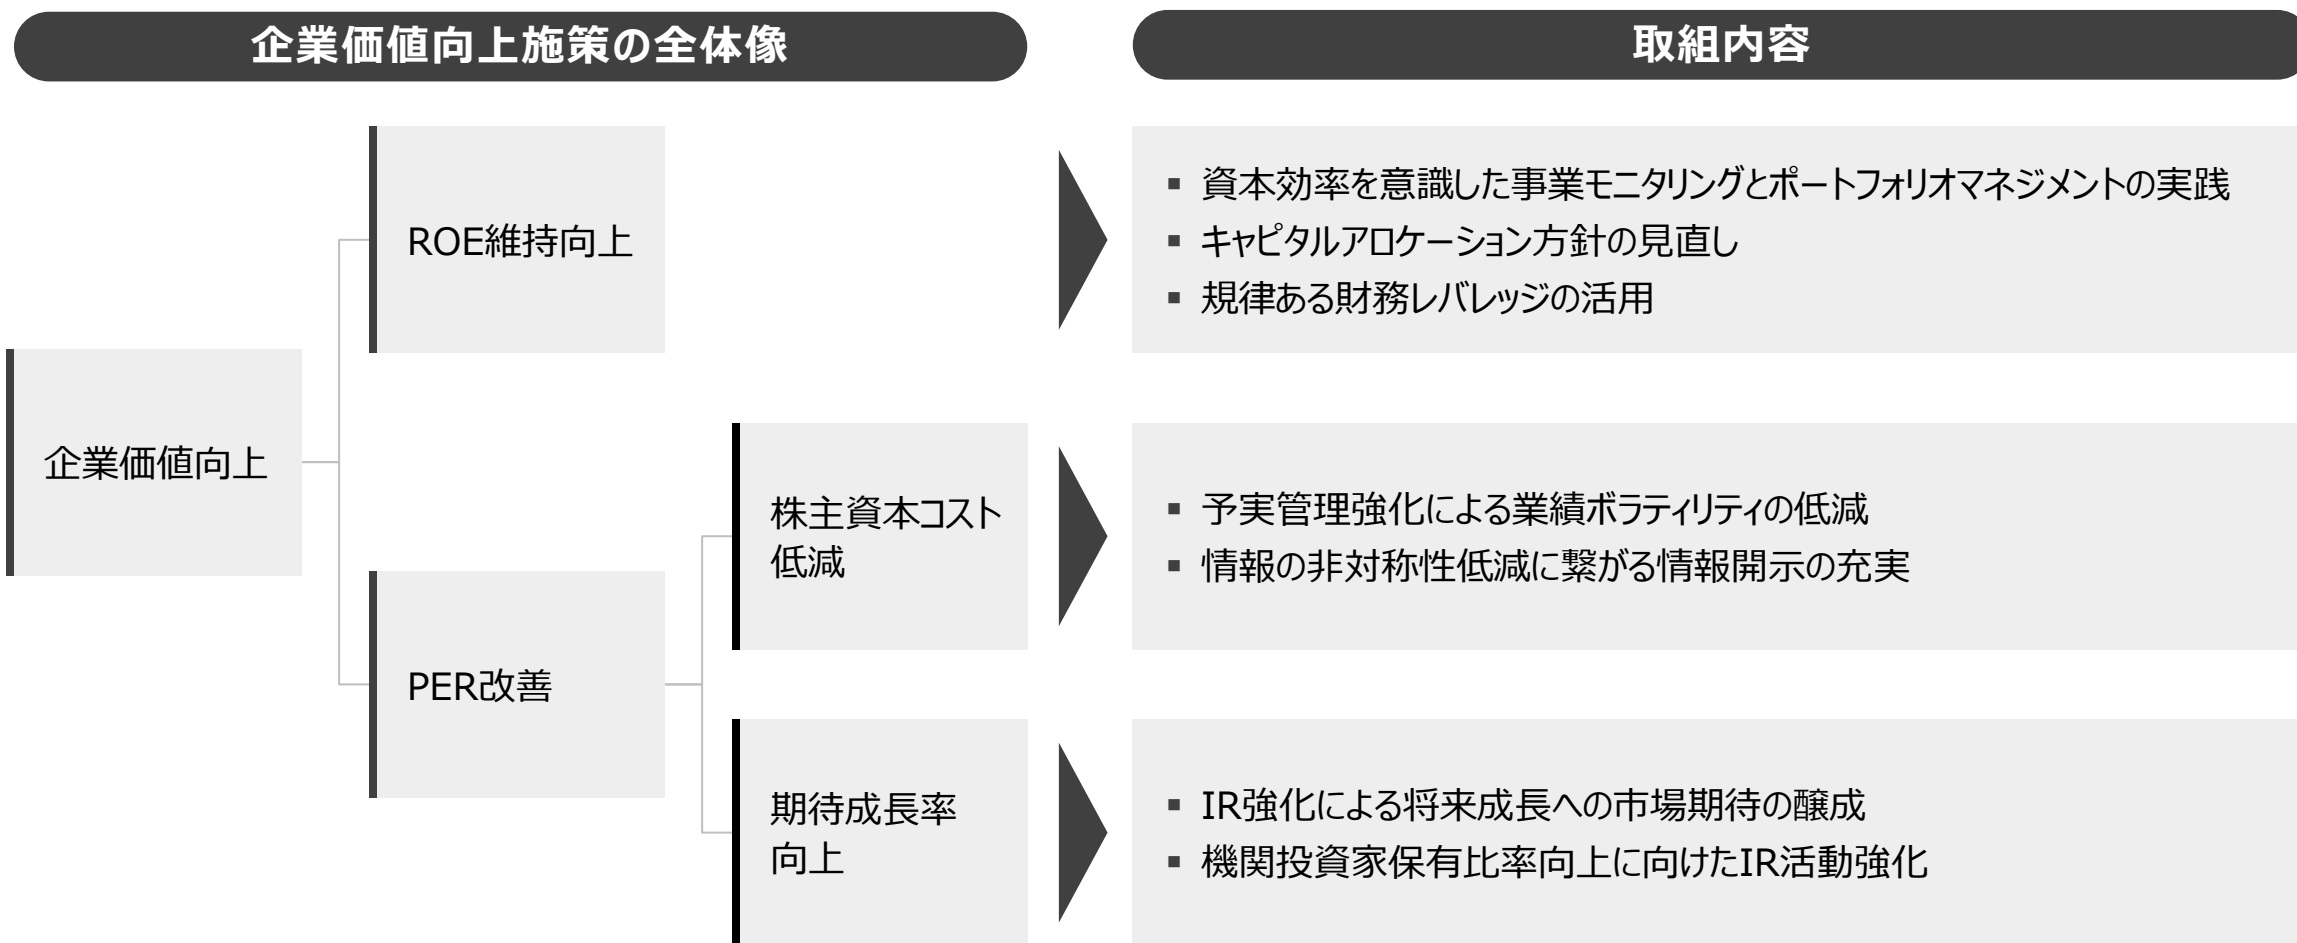 企業価値向上施策の全体像
取組内容
企業価値向上
ROE維持向上
▪ 資本効率を意識した事業モニタリングとポートフォリオマネジメントの実践
▪ キャピタルアロケーション方針の見直し
▪ 規律ある財務レバレッジの活用
PER改善
株主資本コスト
低減
▪ 予実管理強化による業績ボラティリティの低減
▪ 情報の非対称性低減に繋がる情報開示の充実
期待成長率
向上
▪ IR強化による将来成長への市場期待の醸成
▪ 機関投資家保有比率向上に向けたIR活動強化